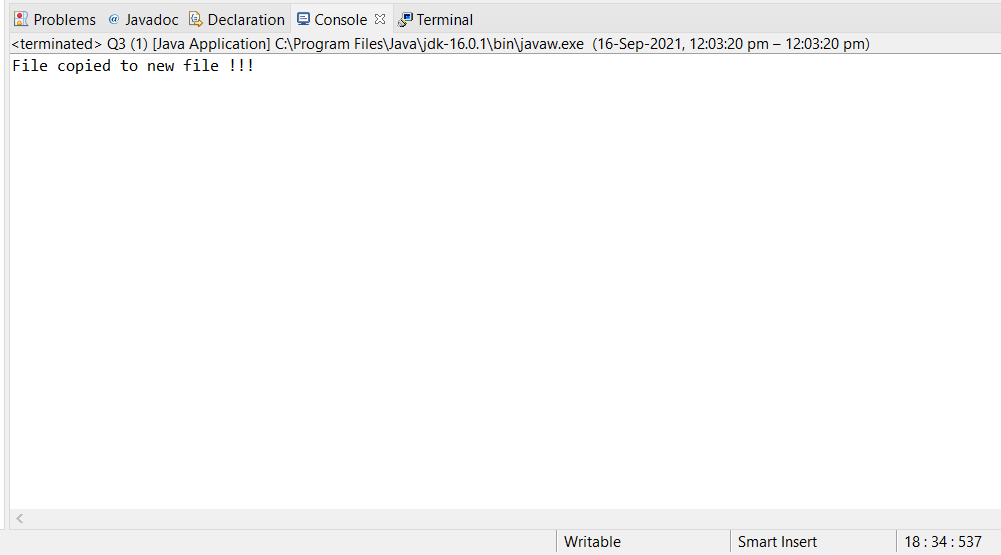 Problems @ Javadoc Declaration Console Terminal
<terminated> Q3 (1) [Java Application] C:\Program Files\Java\jdk-16.0.1\bin\javaw.exe (16-Sep-2021, 12:03:20 pm – 12:03:20 pm)
File copied to new file !!!
Writable Smart Insert 18 : 34 : 537